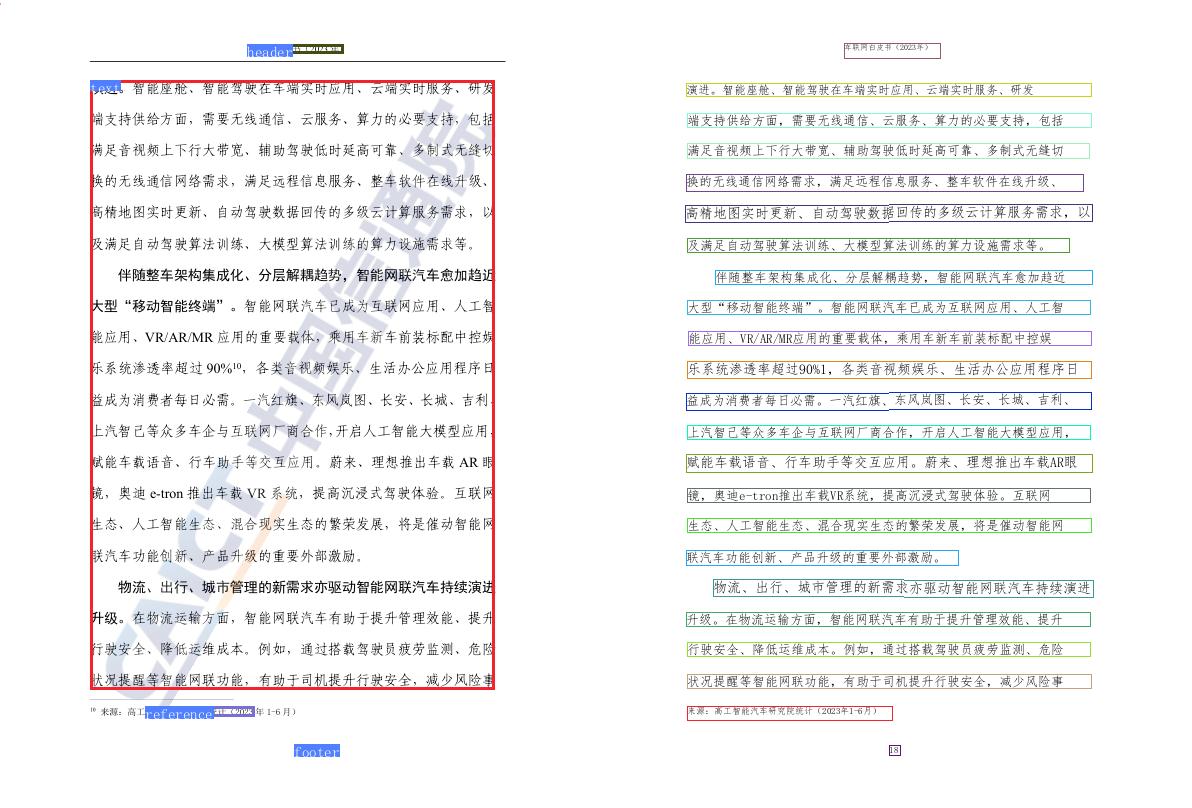 header
text
演进。智能座舱、智能驾驶在车端实时应用、云端实时服务、研发
端支持供给方面，需要无线通信、云服务、算力的必要支持，包括
满足音视频上下行大带宽、辅助驾驶低时延高可靠、多制式无缝切
换的无线通信网络需求，满足远程信息服务、整车软件在线升级、
高精地图实时更新、自动驾驶数据回传的多级云计算服务需求，以
及满足自动驾驶算法训练、大模型算法训练的算力设施需求等。
伴随整车架构集成化、分层解耦趋势，智能网联汽车愈加趋近
大型“移动智能终端”。智能网联汽车已成为互联网应用、人工智
能应用、VR/AR/MR 应用的重要载体，乘用车新车前装标配中控娱
乐系统渗透率超过 90%¹⁰，各类音视频娱乐、生活办公应用程序日
益成为消费者每日必需。一汽红旗、东风岚图、长安、长城、吉利、
上汽智己等众多车企与互联网厂商合作,开启人工智能大模型应用,
赋能车载语音、行车助手等交互应用。蔚来、理想推出车载 AR 眼
镜，奥迪 e-tron 推出车载 VR 系统，提高沉浸式驾驶体验。互联网
生态、人工智能生态、混合现实生态的繁荣发展，将是催动智能网
联汽车功能创新、产品升级的重要外部激励。
物流、出行、城市管理的新需求亦驱动智能网联汽车持续演进
升级。在物流运输方面，智能网联汽车有助于提升管理效能、提升
行驶安全、降低运维成本。例如，通过搭载驾驶员疲劳监测、危险
状况提醒等智能网联功能，有助于司机提升行驶安全，减少风险事
¹⁰ 来源：高工 reference 计（2023 年 1-6 月）
footer
CAICT 中国信通院
车联网白皮书（2023年）
演进。智能座舱、智能驾驶在车端实时应用、云端实时服务、研发
端支持供给方面，需要无线通信、云服务、算力的必要支持，包括
满足音视频上下行大带宽、辅助驾驶低时延高可靠、多制式无缝切
换的无线通信网络需求，满足远程信息服务、整车软件在线升级、
高精地图实时更新、自动驾驶数据回传的多级云计算服务需求，以
及满足自动驾驶算法训练、大模型算法训练的算力设施需求等。
伴随整车架构集成化、分层解耦趋势，智能网联汽车愈加趋近
大型“移动智能终端”。智能网联汽车已成为互联网应用、人工智
能应用、VR/AR/MR应用的重要载体，乘用车新车前装标配中控娱
乐系统渗透率超过90%1，各类音视频娱乐、生活办公应用程序日
益成为消费者每日必需。一汽红旗、东风岚图、长安、长城、吉利、
上汽智己等众多车企与互联网厂商合作，开启人工智能大模型应用，
赋能车载语音、行车助手等交互应用。蔚来、理想推出车载AR眼
镜，奥迪e-tron推出车载VR系统，提高沉浸式驾驶体验。互联网
生态、人工智能生态、混合现实生态的繁荣发展，将是催动智能网
联汽车功能创新、产品升级的重要外部激励。
物流、出行、城市管理的新需求亦驱动智能网联汽车持续演进
升级。在物流运输方面，智能网联汽车有助于提升管理效能、提升
行驶安全、降低运维成本。例如，通过搭载驾驶员疲劳监测、危险
状况提醒等智能网联功能，有助于司机提升行驶安全，减少风险事
来源：高工智能汽车研究院统计（2023年1-6月）
18